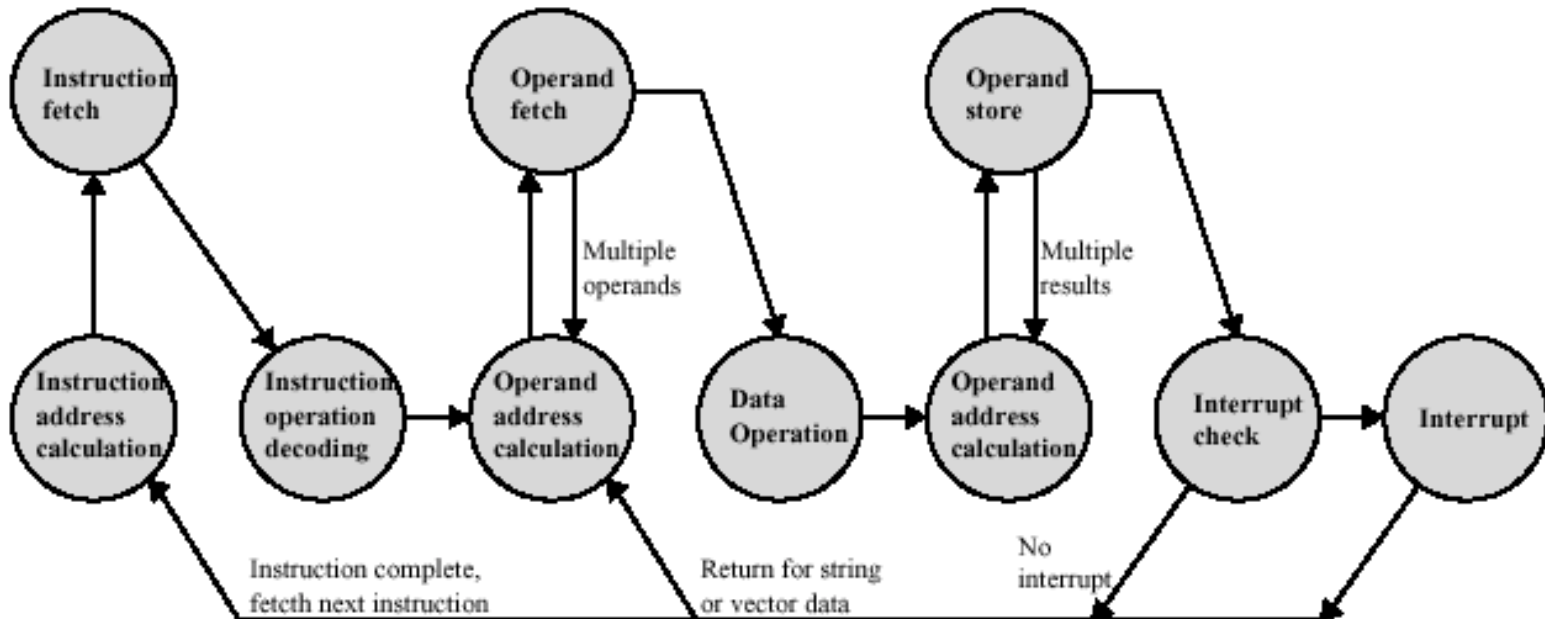 Instruction
fetch
Operand
fetch
Operand
store
Multiple
operands
Multiple
results
Instruction
address
calculation
Instruction
operation
decoding
Operand
address
calculation
Data
Operation
Operand
address
calculation
Interrupt
check
Interrupt
Instruction complete,
fetcth next instruction
Return for string
or vector data
No
interrupt